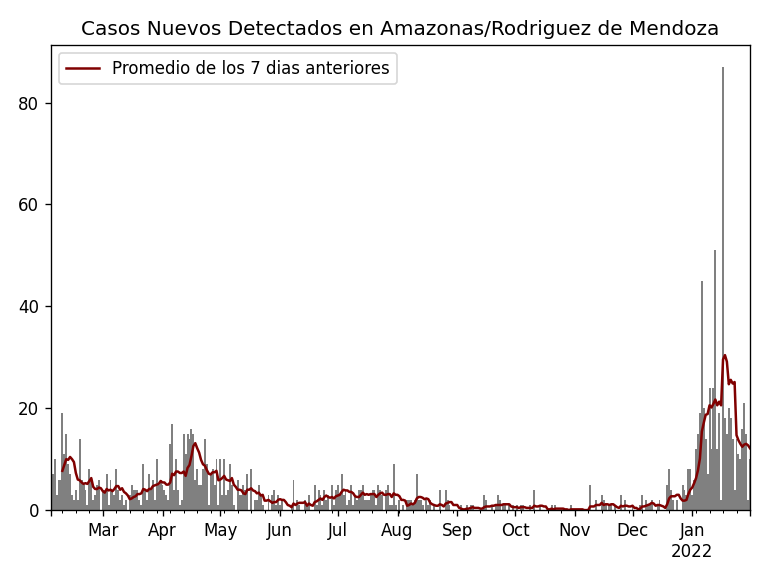 Casos Nuevos Detectados en Amazonas/Rodriguez de Mendoza
Promedio de los 7 dias anteriores
80
60
40
20
0
Mar Apr May Jun Jul Aug Sep Oct Nov Dec Jan
2022